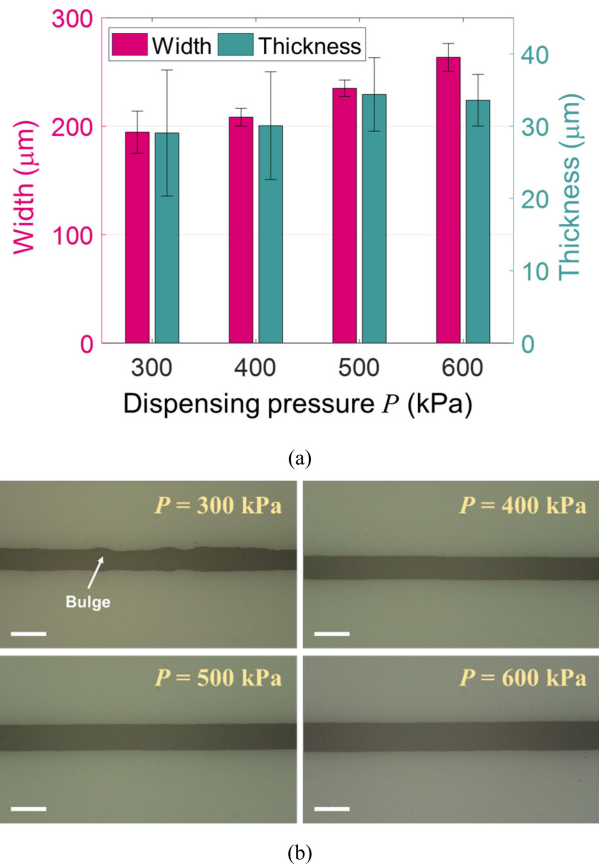 300
200
100
0
Width (μm)
Width
Thickness
40
30
20
10
0
Thickness (μm)
300
400
500
600
Dispensing pressure P (kPa)
(a)
P = 300 kPa
Bulge
P = 400 kPa
P = 500 kPa
P = 600 kPa
(b)